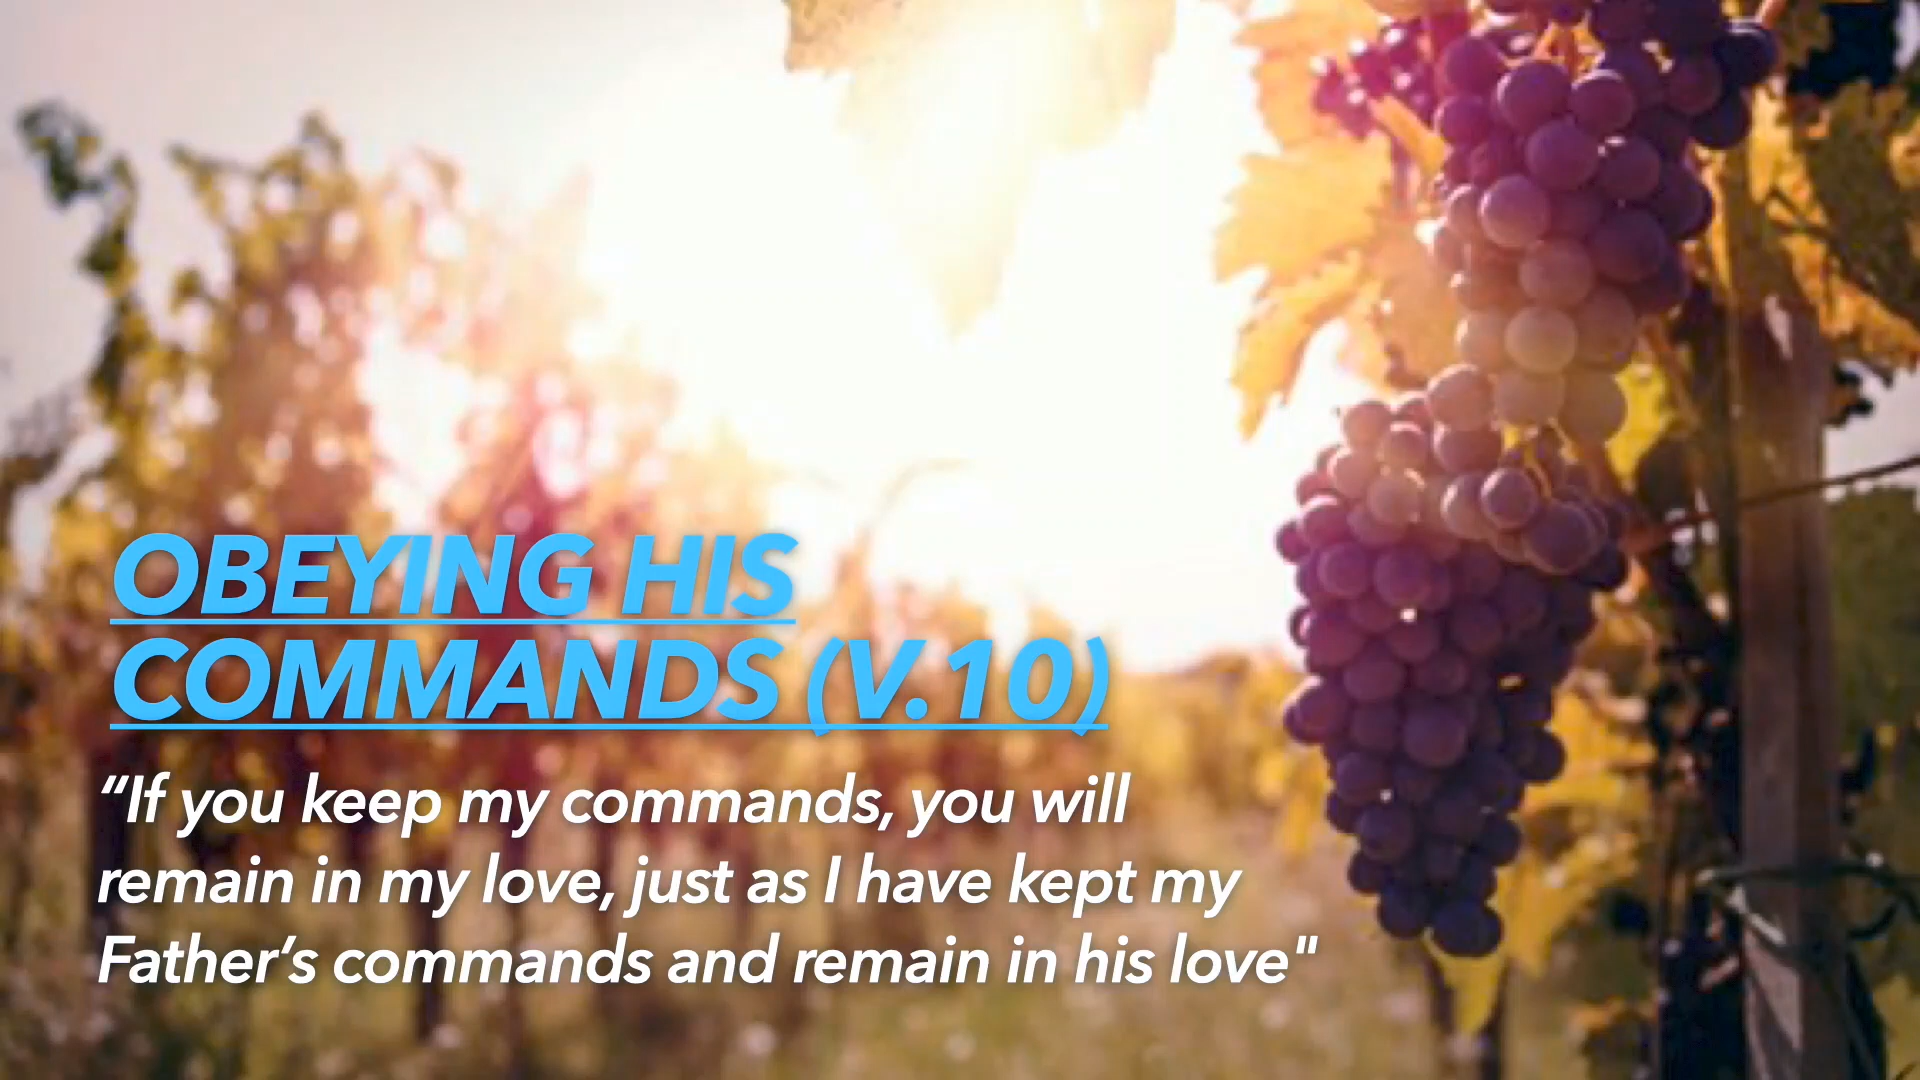 OBEYING HIS
COMMANDS (V.10)
“If you keep my commands, you will
remain in my love, just as I have kept my
Father’s commands and remain in his love"